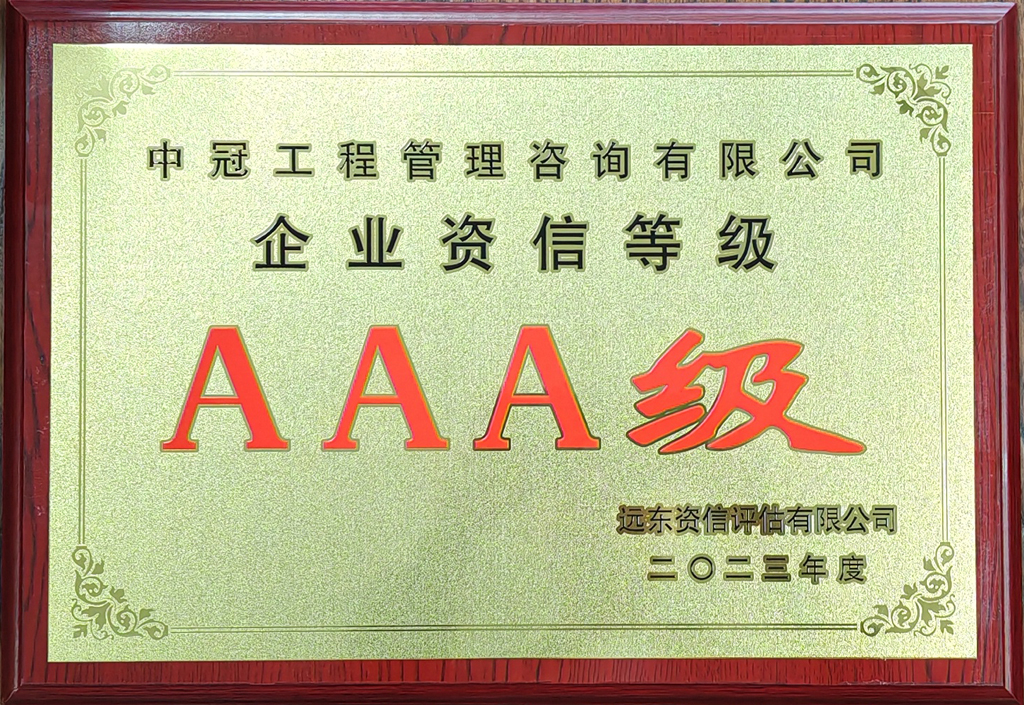 中冠工程管理咨询有限公司
企业资信等级
AAA级
远东资信评估有限公司
二〇二三年度